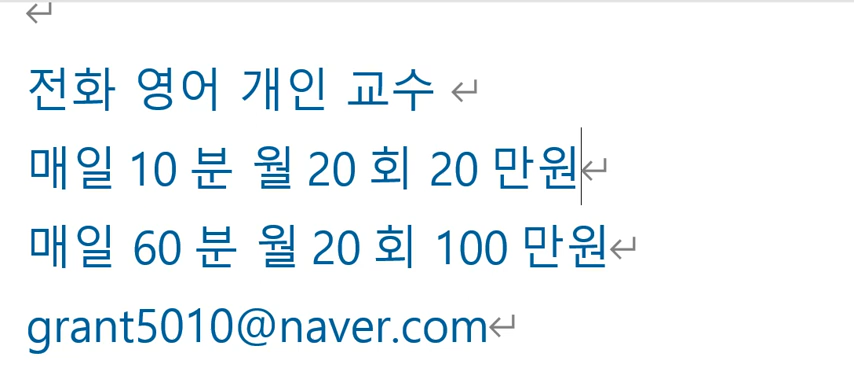 전화 영어 개인 교수
매일 10 분 월 20 회 20 만원
매일 60 분 월 20 회 100 만원
grant5010@naver.com